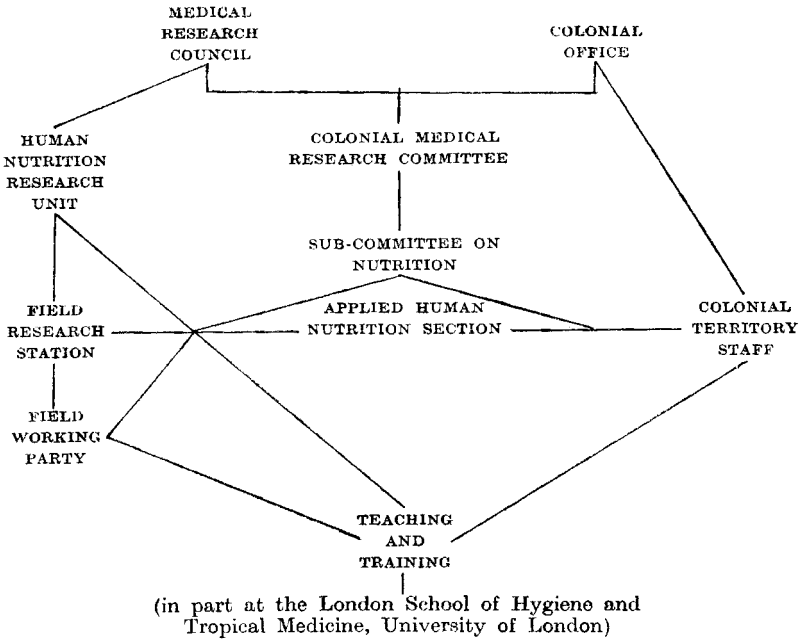 MEDICAL
RESEARCH
COUNCIL
COLONIAL
OFFICE
HUMAN
NUTRITION
RESEARCH
UNIT
COLONIAL MEDICAL
RESEARCH COMMITTEE
SUB-COMMITTEE ON
NUTRITION
FIELD
RESEARCH
STATION
APPLIED HUMAN
NUTRITION SECTION
COLONIAL
TERRITORY
STAFF
FIELD
WORKING
PARTY
TEACHING
AND
TRAINING
(in part at the London School of Hygiene and
Tropical Medicine, University of London)